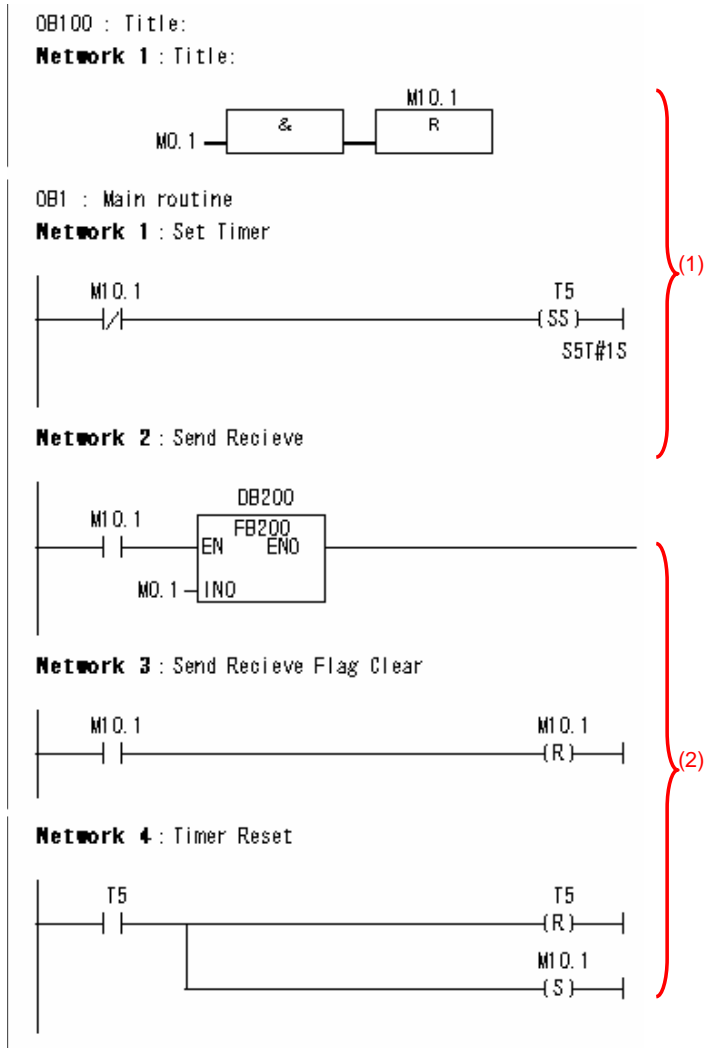 OB100 : Title:
Network 1 : Title:
M10.1
& R
M0.1
OB1 : Main routine
Network 1 : Set Timer
(1)
M10.1 T5
(SS)
S5T#1S
Network 2 : Send Recieve
DB200
M10.1 FB200
EN ENO
M0.1 IN0
Network 3 : Send Recieve Flag Clear
M10.1 M10.1
(R)
(2)
Network 4 : Timer Reset
T5 T5
(R)
M10.1
(S)